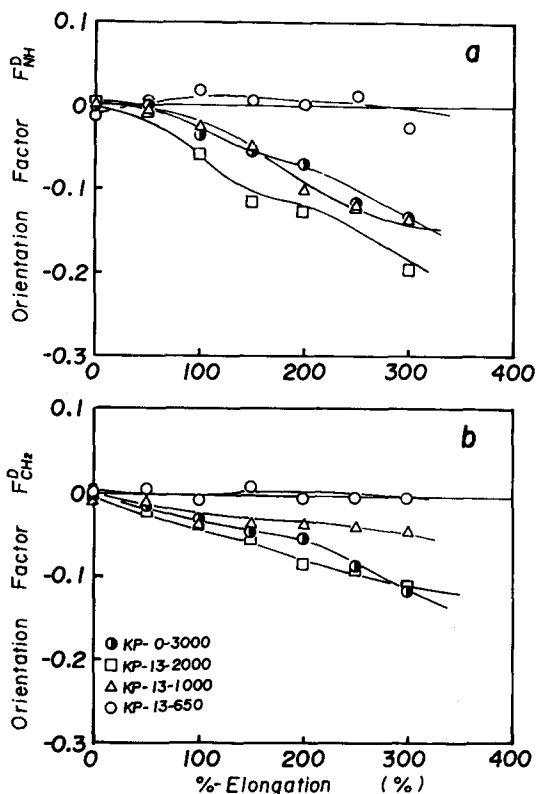 0.1
a
0
-0.1
-0.2
-0.3
Orientation Factor F^D_NH
0 100 200 300 400
0.1
b
0
-0.1
-0.2
-0.3
Orientation Factor F^D_CH₂
KP-0-3000
KP-13-2000
KP-13-1000
KP-13-650
0 100 200 300 400
%-Elongation (%)